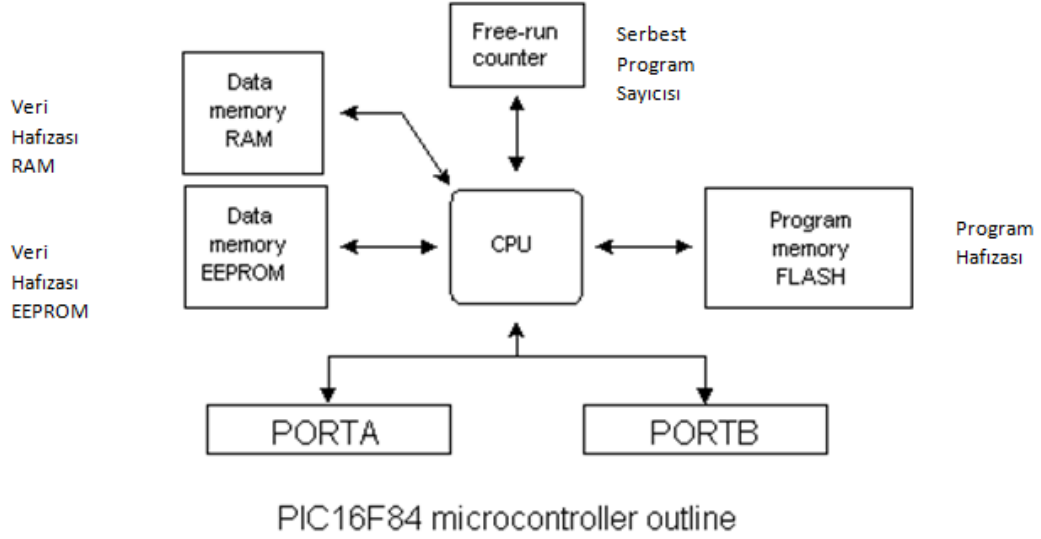 Free-run
counter
Serbest
Program
Sayıcısı
Veri
Hafızası
RAM
Data
memory
RAM
Veri
Hafızası
EEPROM
Data
memory
EEPROM
CPU
Program
memory
FLASH
Program
Hafızası
PORTA
PORTB
PIC16F84 microcontroller outline